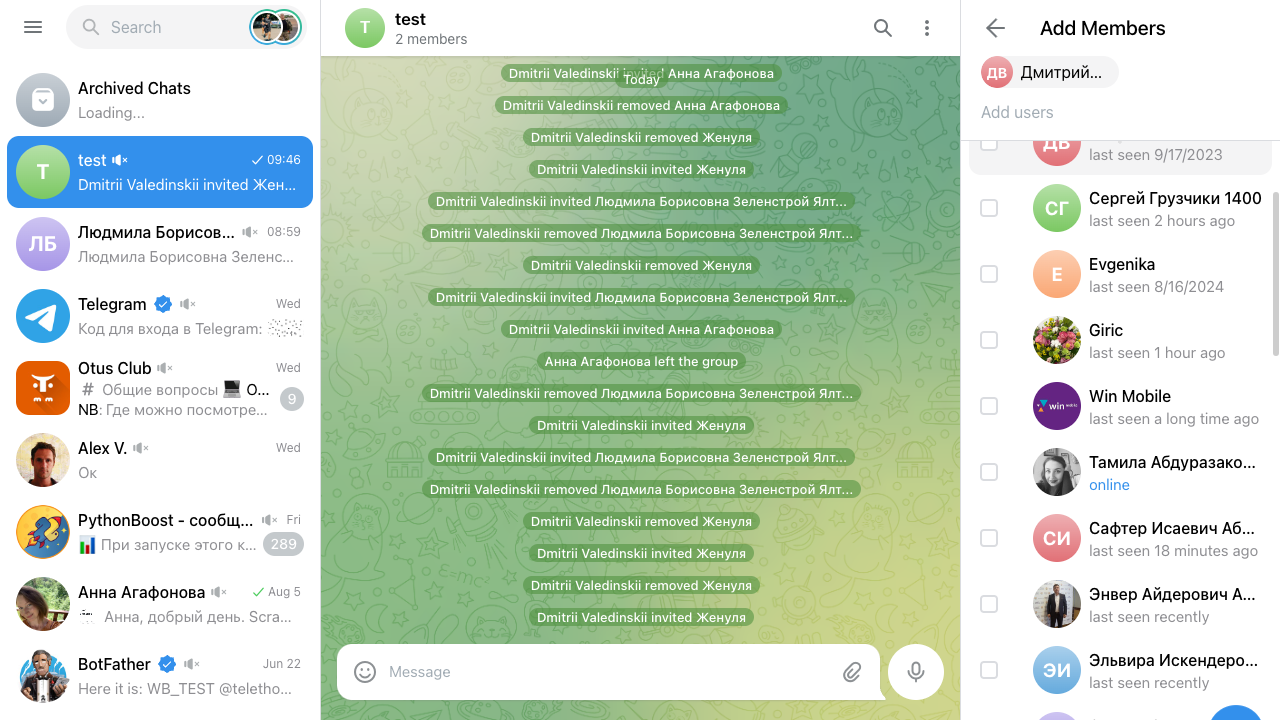 Search
Archived Chats
Loading...
T
test
09:46
Dmitrii Valedinskii invited Жен...
ЛБ
Людмила Борисов...
08:59
Людмила Борисовна Зеленс...
Telegram
Wed
Код для входа в Telegram:
Otus Club
Wed
# Общие вопросы 💻 О...
NB: Где можно посмотре...
9
Alex V.
Wed
Ок
PythonBoost - сообщ...
Fri
📊 При запуске этого к...
289
Анна Агафонова
Aug 5
Анна, добрый день. Scra...
BotFather
Jun 22
Here it is: WB_TEST @teletho...
T
test
2 members
Dmitrii Valedinskii invited Анна Агафонова
Today
Dmitrii Valedinskii removed Анна Агафонова
Dmitrii Valedinskii removed Женуля
Dmitrii Valedinskii invited Женуля
Dmitrii Valedinskii invited Людмила Борисовна Зеленстрой Ялт...
Dmitrii Valedinskii removed Людмила Борисовна Зеленстрой Ялт...
Dmitrii Valedinskii removed Женуля
Dmitrii Valedinskii invited Людмила Борисовна Зеленстрой Ялт...
Dmitrii Valedinskii invited Анна Агафонова
Анна Агафонова left the group
Dmitrii Valedinskii removed Людмила Борисовна Зеленстрой Ялт...
Dmitrii Valedinskii invited Женуля
Dmitrii Valedinskii invited Людмила Борисовна Зеленстрой Ялт...
Dmitrii Valedinskii removed Людмила Борисовна Зеленстрой Ялт...
Dmitrii Valedinskii removed Женуля
Dmitrii Valedinskii invited Женуля
Dmitrii Valedinskii removed Женуля
Dmitrii Valedinskii invited Женуля
Message
Add Members
ДВ
Дмитрий...
Add users
ДВ
last seen 9/17/2023
СГ
Сергей Грузчики 1400
last seen 2 hours ago
E
Evgenika
last seen 8/16/2024
Giric
last seen 1 hour ago
win mobile
Win Mobile
last seen a long time ago
Тамила Абдуразако...
online
СИ
Сафтер Исаевич Аб...
last seen 18 minutes ago
Энвер Айдерович А...
last seen recently
ЭИ
Эльвира Искендеро...
last seen recently